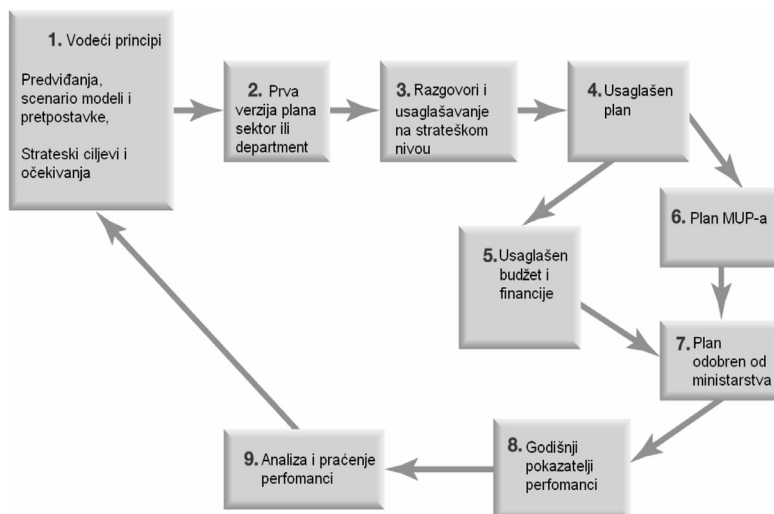 1. Vodeći principi
Predviđanja,
scenario modeli i
pretpostavke,
Strateski ciljevi i
očekivanja
2. Prva
verzija plana
sektor ili
department
3. Razgovori i
usaglašavanje
na strateškom
nivou
4. Usaglašen
plan
5. Usaglašen
budžet i
financije
6. Plan MUP-a
7. Plan
odobren od
ministarstva
8. Godišnji
pokazatelji
perfomanci
9. Analiza i praćenje
perfomanci